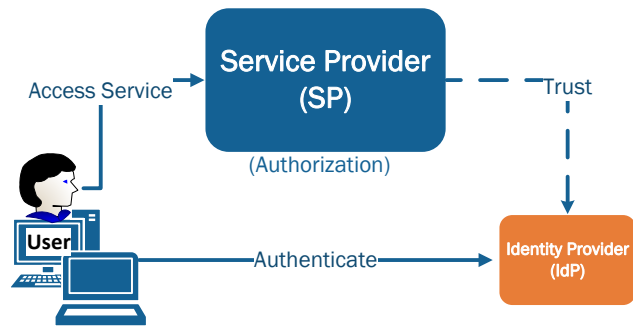 Service Provider
(SP)
Access Service
Trust
(Authorization)
User
Identity Provider
(IdP)
Authenticate